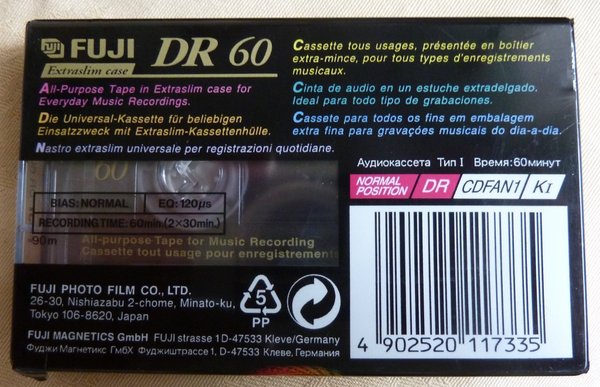 FUJI DR 60
Extraslim case
All-Purpose Tape in Extraslim case for
Everyday Music Recordings.
Die Universal-Kassette für beliebigen
Einsatzzweck mit Extraslim-Kassettenhülle.
Nastro extraslim universale per registrazioni quotidiane.
Cassette tous usages, présentée en boîtier
extra-mince, pour tous types d'enregistrements
musicaux.
Cinta de audio en un estuche extradelgado.
Ideal para todo tipo de grabaciones.
Cassette para todos os fins em embalagem
extra fina para gravações musicais do dia-a-dia.
Аудиокассета Тип I Время:60минут
NORMAL POSITION DR CDFAN1 KI
60
BIAS: NORMAL EQ: 120µs
RECORDING TIME: 60min.(2×30min.)
90m
All-purpose Tape for Music Recording
Cassette tout usage pour enregistrement
FUJI PHOTO FILM CO., LTD.
26-30, Nishiazabu 2-chome, Minato-ku,
Tokyo 106-8620, Japan
5
PP
FUJI MAGNETICS GmbH FUJI strasse 1 D-47533 Kleve/Germany
Фуджи Магнетикс ГмбХ Фуджиштрассе 1, D-47533 Клеве, Германия
4 902520 117335